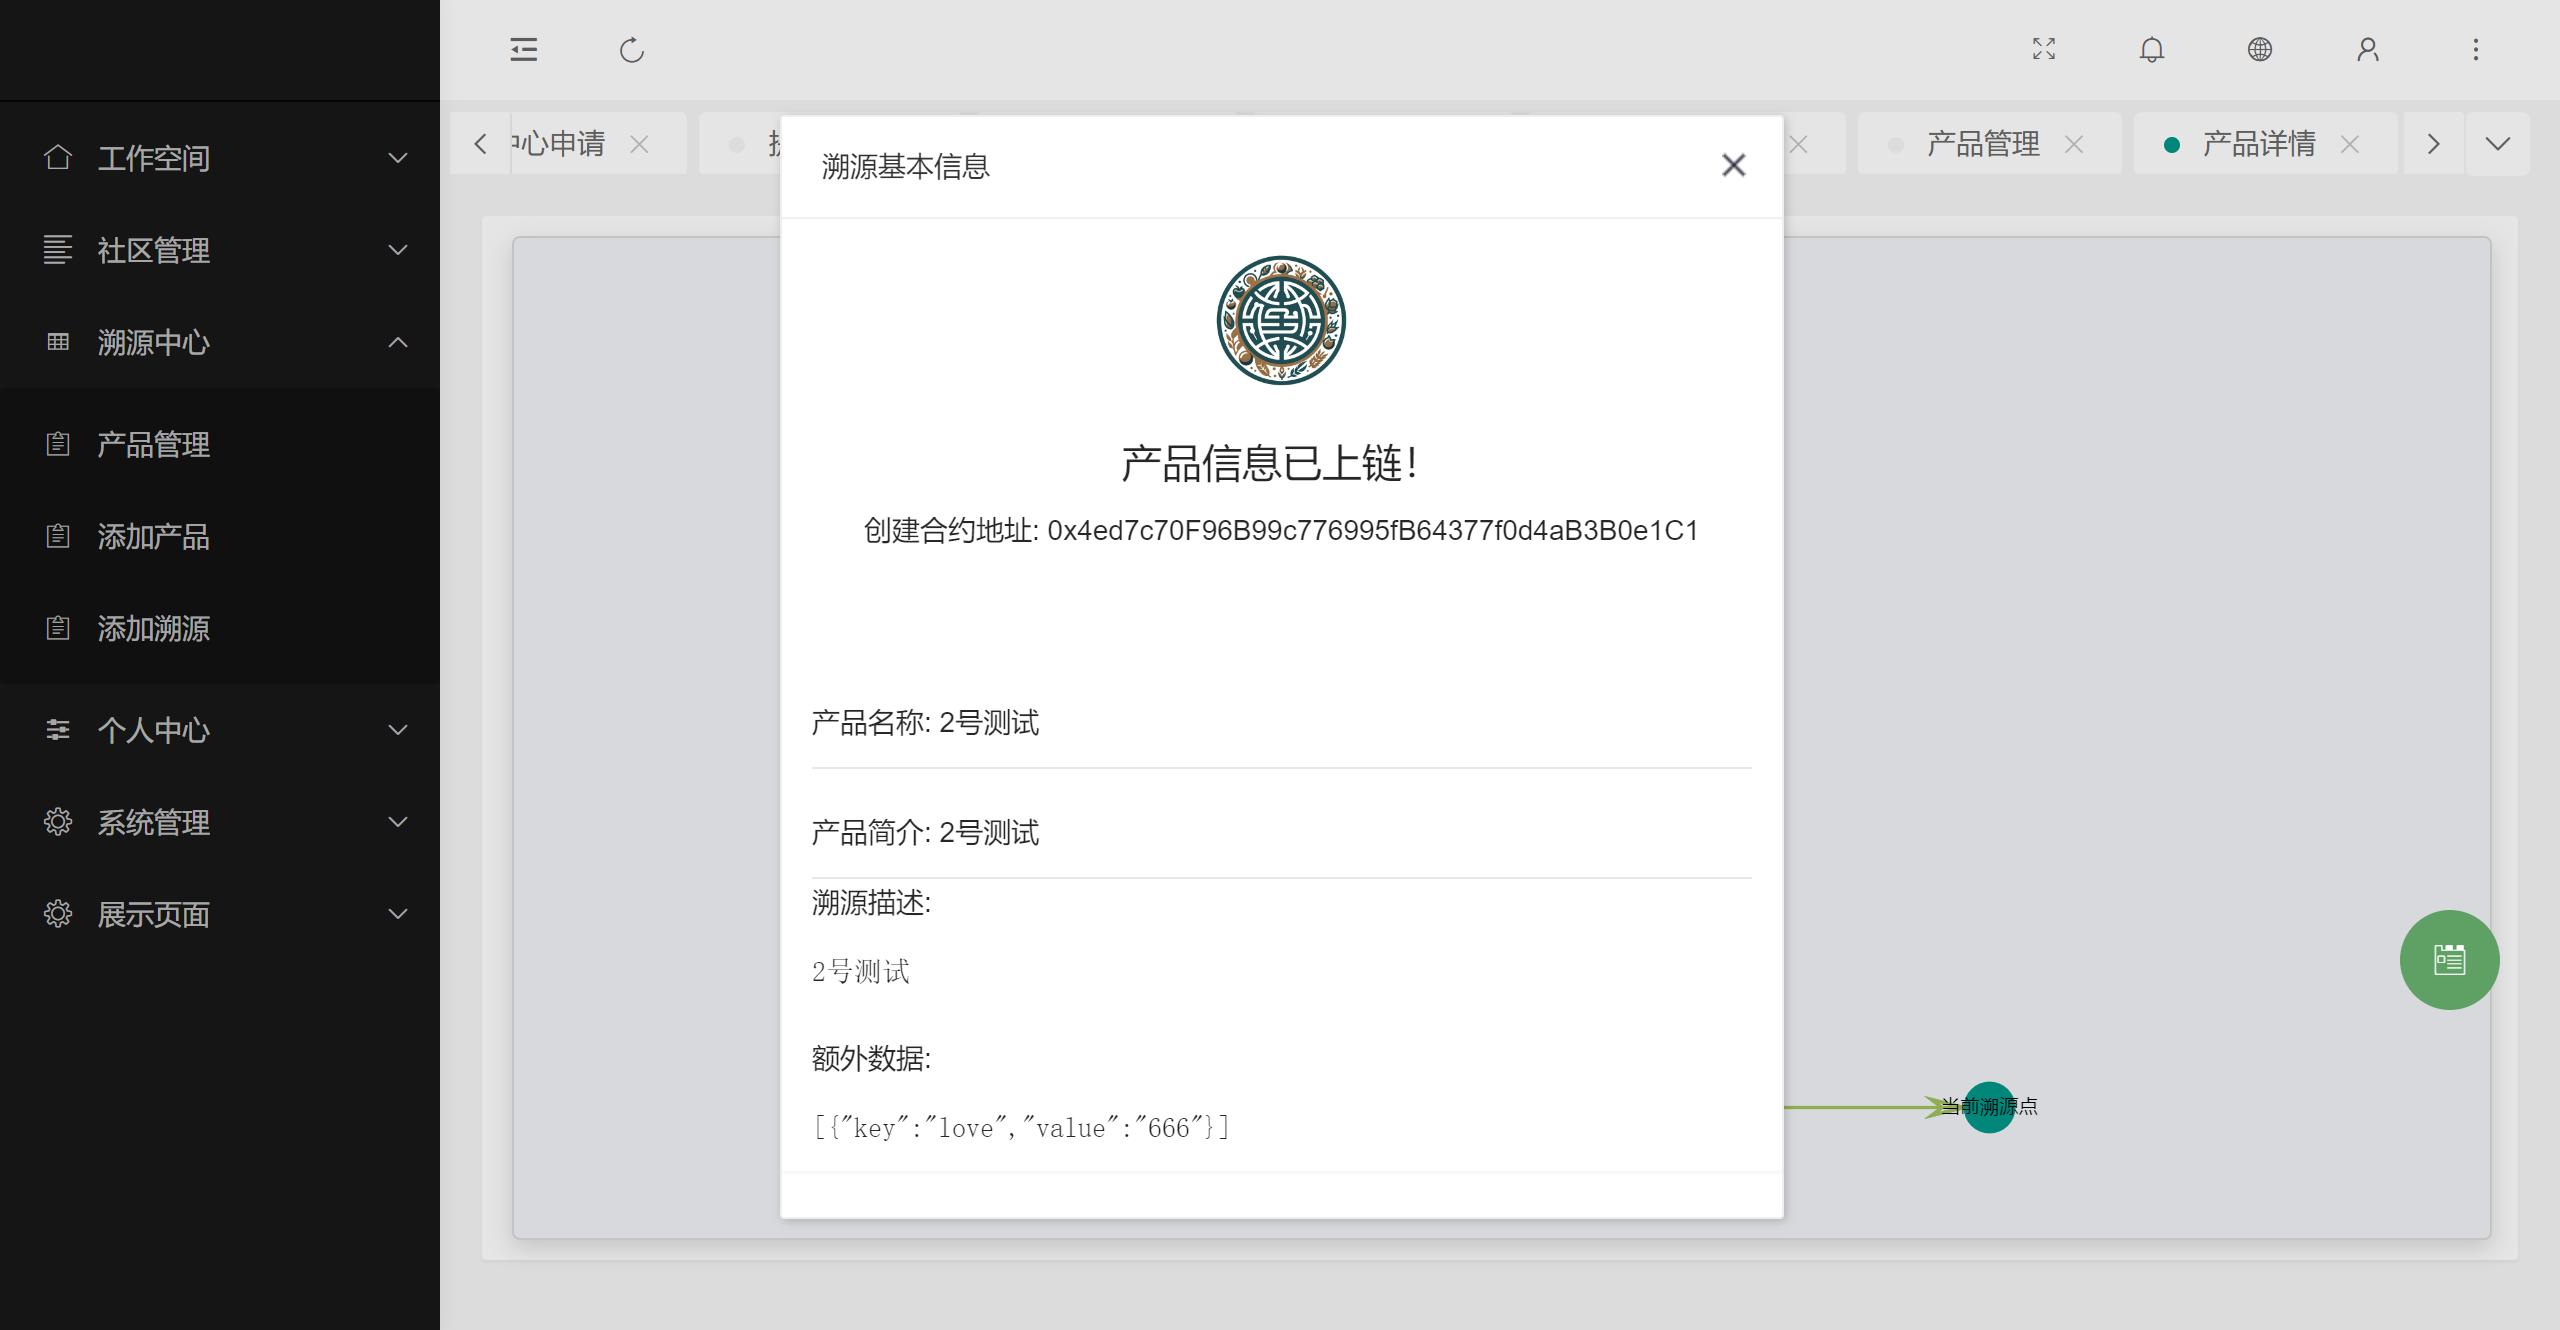 工作空间
社区管理
溯源中心
产品管理
添加产品
添加溯源
个人中心
系统管理
展示页面
心申请
产品管理
产品详情
溯源基本信息
产品信息已上链!
创建合约地址: 0x4ed7c70F96B99c776995fB64377f0d4aB3B0e1C1
产品名称: 2号测试
产品简介: 2号测试
溯源描述:
2号测试
额外数据:
[{"key":"love","value":"666"}]
当前溯源点